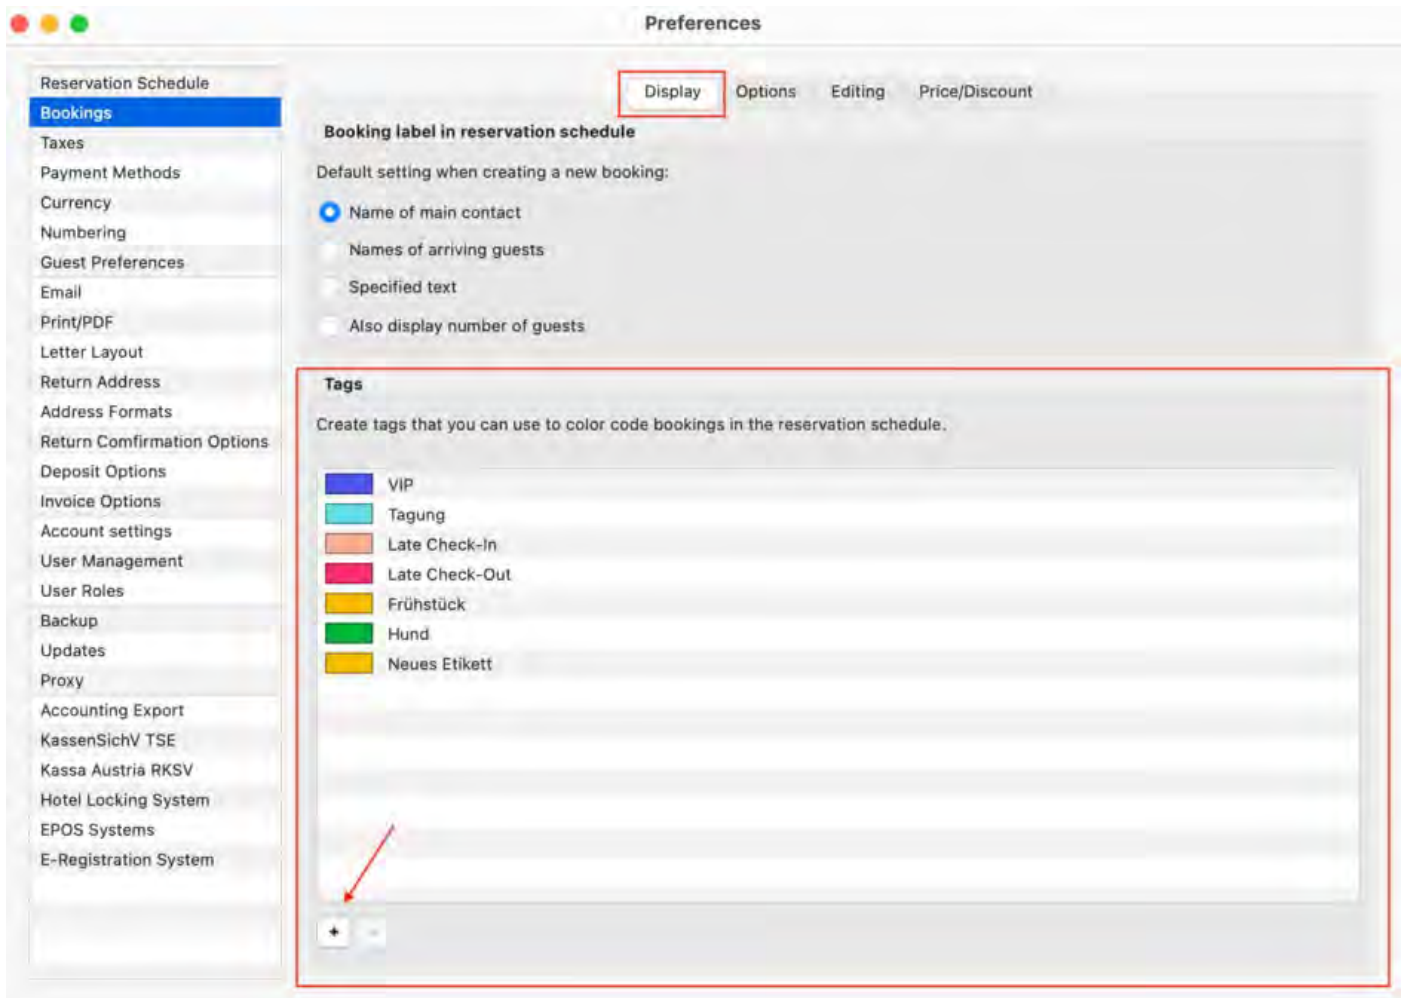 Preferences
Reservation Schedule
Bookings
Taxes
Payment Methods
Currency
Numbering
Guest Preferences
Email
Print/PDF
Letter Layout
Return Address
Address Formats
Return Comfirmation Options
Deposit Options
Invoice Options
Account settings
User Management
User Roles
Backup
Updates
Proxy
Accounting Export
KassenSichV TSE
Kassa Austria RKSV
Hotel Locking System
EPOS Systems
E-Registration System
Display Options Editing Price/Discount
Booking label in reservation schedule
Default setting when creating a new booking:
Name of main contact
Names of arriving guests
Specified text
Also display number of guests
Tags
Create tags that you can use to color code bookings in the reservation schedule.
VIP
Tagung
Late Check-In
Late Check-Out
Frühstück
Hund
Neues Etikett
+ -